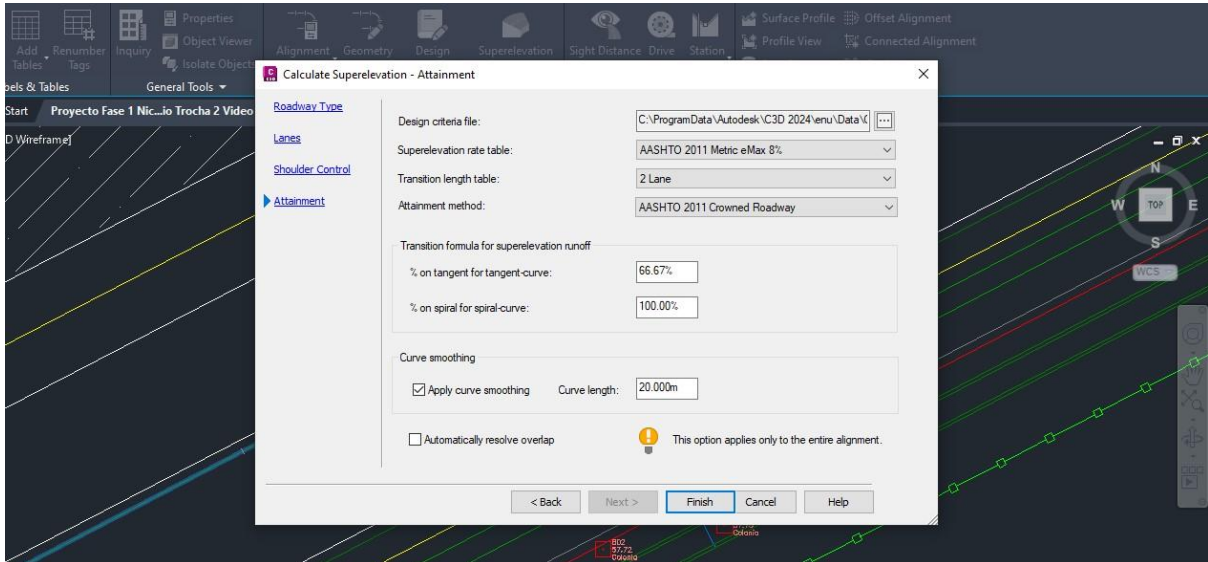 Properties
Object Viewer
Isolate Objects
Add Tables
Renumber Tags
Inquiry
Alignment
Geometry
Design
Superelevation
Sight Distance
Drive
Station
Surface Profile
Offset Alignment
Profile View
Connected Alignment
bels & Tables
General Tools
Start
Proyecto Fase 1 Nic...io Trocha 2 Video
D Wireframe]
Calculate Superelevation - Attainment
Roadway Type
Lanes
Shoulder Control
Attainment
Design criteria file:
C:\ProgramData\Autodesk\C3D 2024\enu\Data\C
...
Superelevation rate table:
AASHTO 2011 Metric eMax 8%
Transition length table:
2 Lane
Attainment method:
AASHTO 2011 Crowned Roadway
Transition formula for superelevation runoff
% on tangent for tangent-curve:
66.67%
% on spiral for spiral-curve:
100.00%
Curve smoothing
Apply curve smoothing
Curve length:
20.000m
Automatically resolve overlap
This option applies only to the entire alignment.
< Back
Next >
Finish
Cancel
Help
N
W
TOP
E
S
WCS
BD2
57.72
Colonia
Colonia